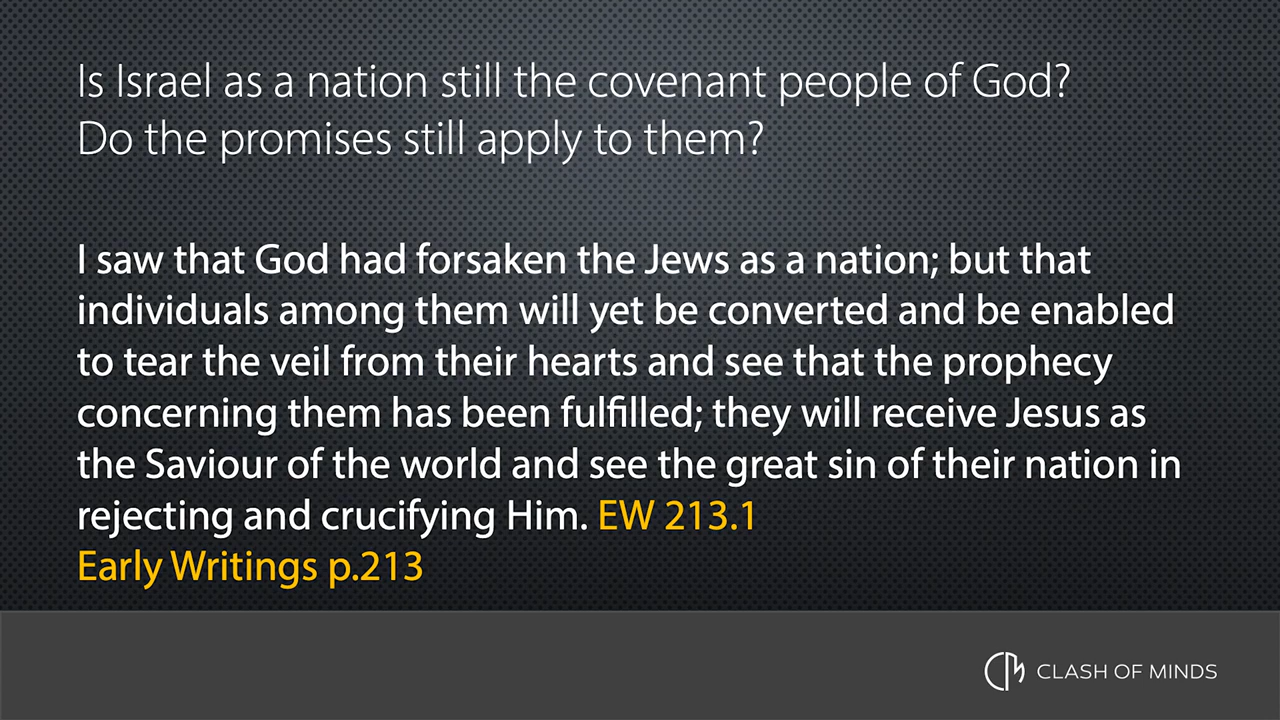 Is Israel as a nation still the covenant people of God?
Do the promises still apply to them?
I saw that God had forsaken the Jews as a nation; but that
individuals among them will yet be converted and be enabled
to tear the veil from their hearts and see that the prophecy
concerning them has been fulfilled; they will receive Jesus as
the Saviour of the world and see the great sin of their nation in
rejecting and crucifying Him. EW 213.1
Early Writings p.213
CLASH OF MINDS